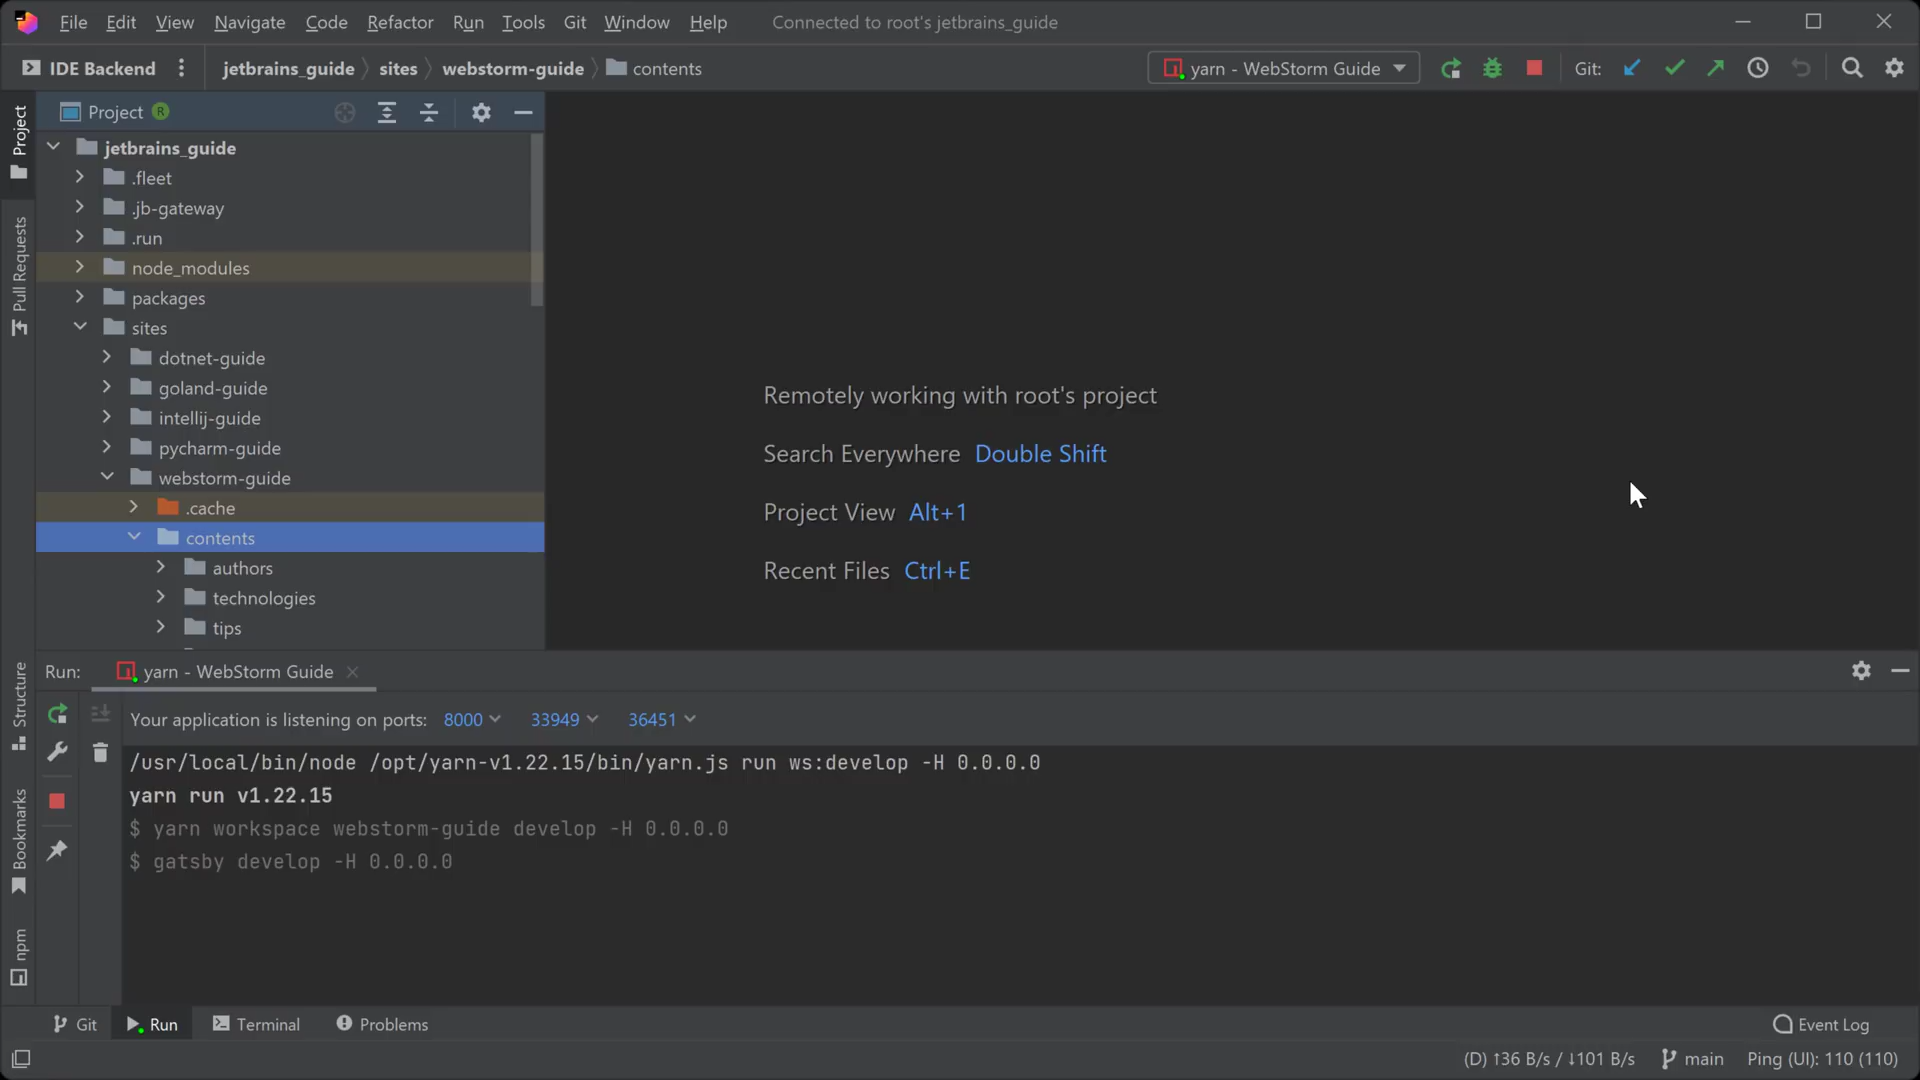 File Edit View Navigate Code Refactor Run Tools Git Window Help Connected to root's jetbrains_guide
IDE Backend jetbrains_guide sites webstorm-guide contents yarn - WebStorm Guide Git:
Project R
Project
Pull Requests
jetbrains_guide
.fleet
.jb-gateway
.run
node_modules
packages
sites
dotnet-guide
goland-guide
intellij-guide
pycharm-guide
webstorm-guide
.cache
contents
authors
technologies
tips
Remotely working with root's project
Search Everywhere Double Shift
Project View Alt+1
Recent Files Ctrl+E
Structure
Bookmarks
npm
Run: yarn - WebStorm Guide
Your application is listening on ports: 8000 33949 36451
/usr/local/bin/node /opt/yarn-v1.22.15/bin/yarn.js run ws:develop -H 0.0.0.0
yarn run v1.22.15
$ yarn workspace webstorm-guide develop -H 0.0.0.0
$ gatsby develop -H 0.0.0.0
Git Run Terminal Problems Event Log
(D) ↑36 B/s / ↓101 B/s main Ping (UI): 110 (110)